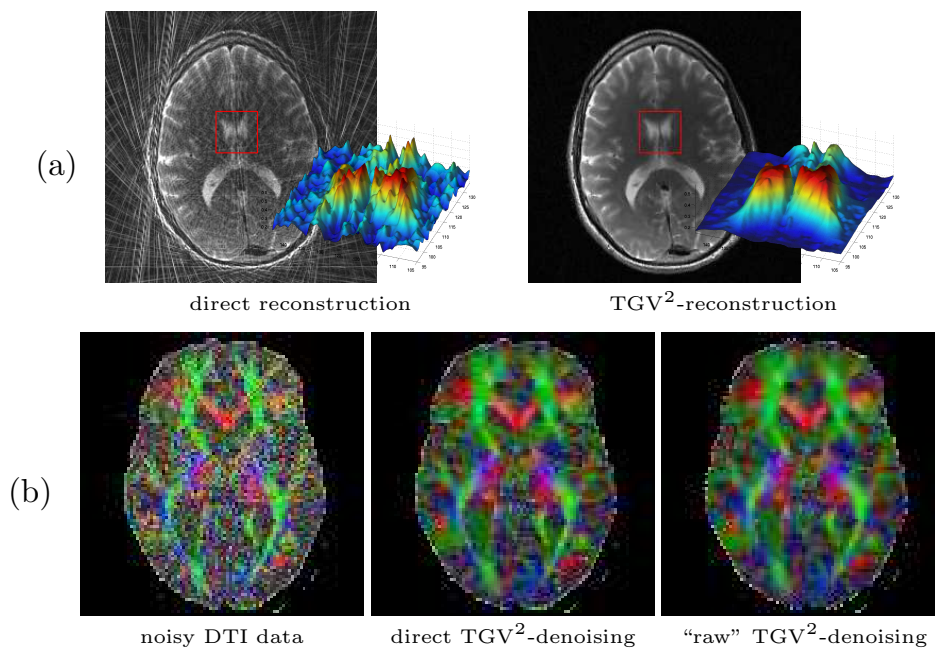 (a)
direct reconstruction
TGV²-reconstruction
(b)
noisy DTI data
direct TGV²-denoising
“raw” TGV²-denoising